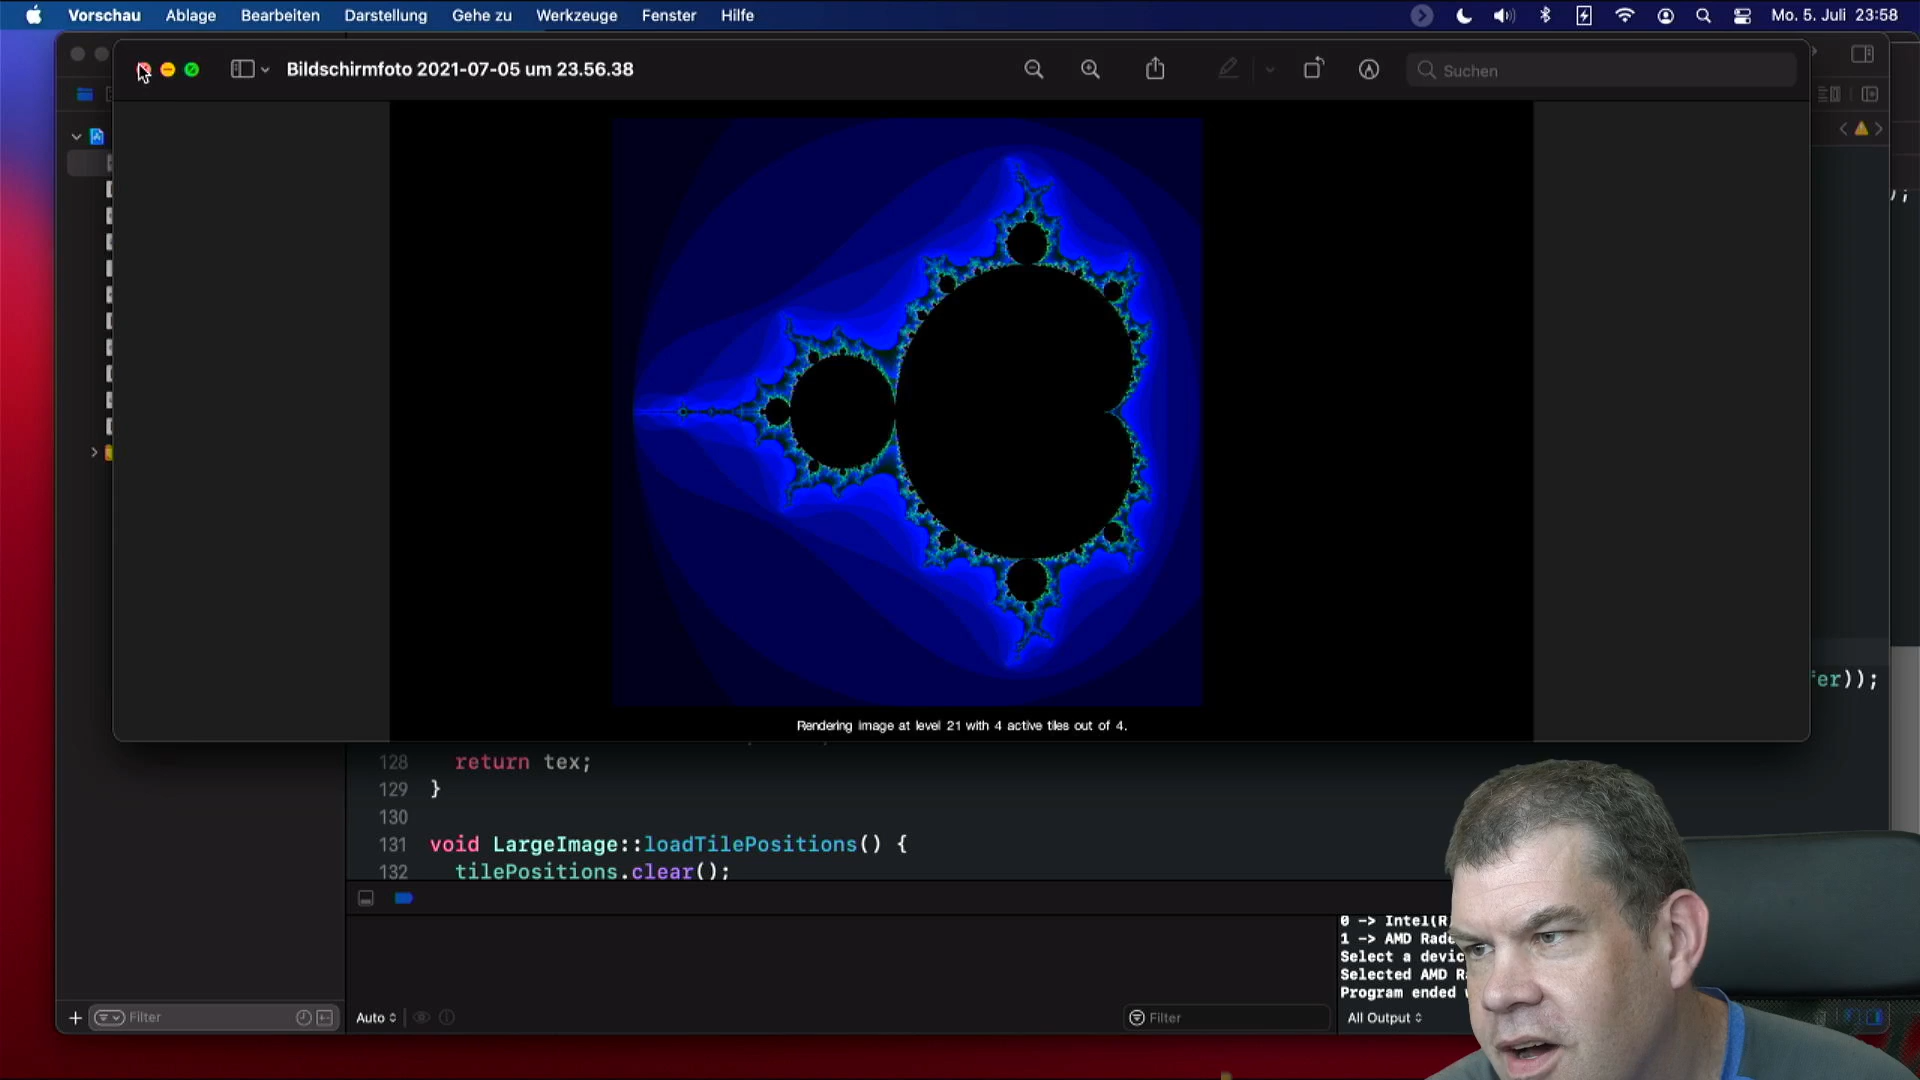 Vorschau Ablage Bearbeiten Darstellung Gehe zu Werkzeuge Fenster Hilfe Mo. 5. Juli 23:58
Bildschirmfoto 2021-07-05 um 23.56.38 Suchen
Rendering image at level 21 with 4 active tiles out of 4.
er));
128 return tex;
129 }
130
131 void LargeImage::loadTilePositions() {
132 tilePositions.clear();
0 -> Intel(R
1 -> AMD Rade
Select a devic
Selected AMD R
Program ended
Filter Auto Filter All Output